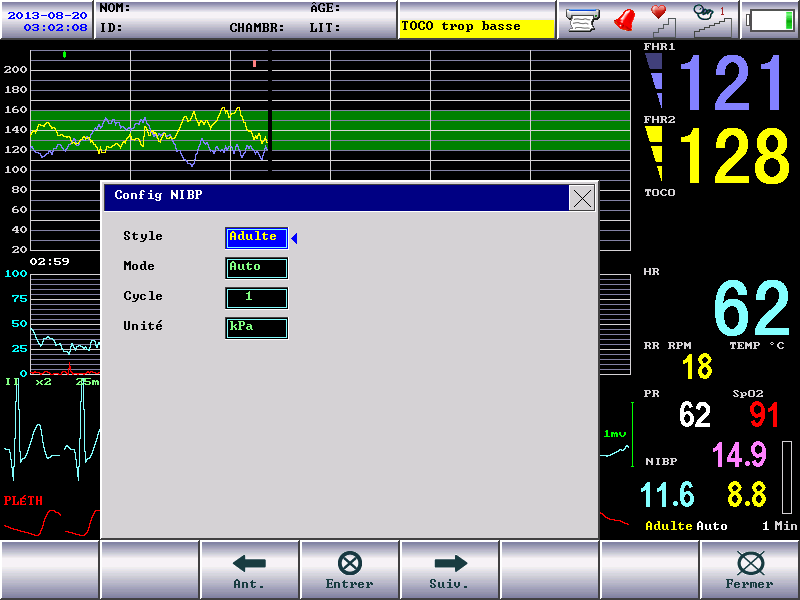 2013-08-20
03:02:08
NOM: ÂGE:
ID: CHAMBR: LIT:
TOCO trop basse
1
FHR1
121
FHR2
128
TOCO
200
180
160
140
120
100
80
60
40
20
02:59
100
75
50
25
0
II x2 25m
PLÉTH
Config NIBP
Style Adulte
Mode Auto
Cycle 1
Unité kPa
1mv
HR
62
RR RPM TEMP °C
18
PR SpO2
62 91
NIBP 14.9
11.6 8.8
Adulte Auto 1 Min
Ant. Entrer Suiv. Fermer